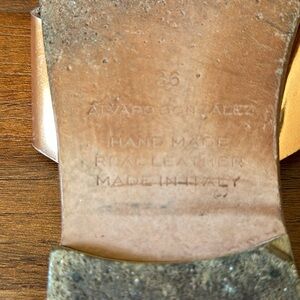 36
ALVARO GONZALEZ
HAND MADE
REAL LEATHER
MADE IN ITALY